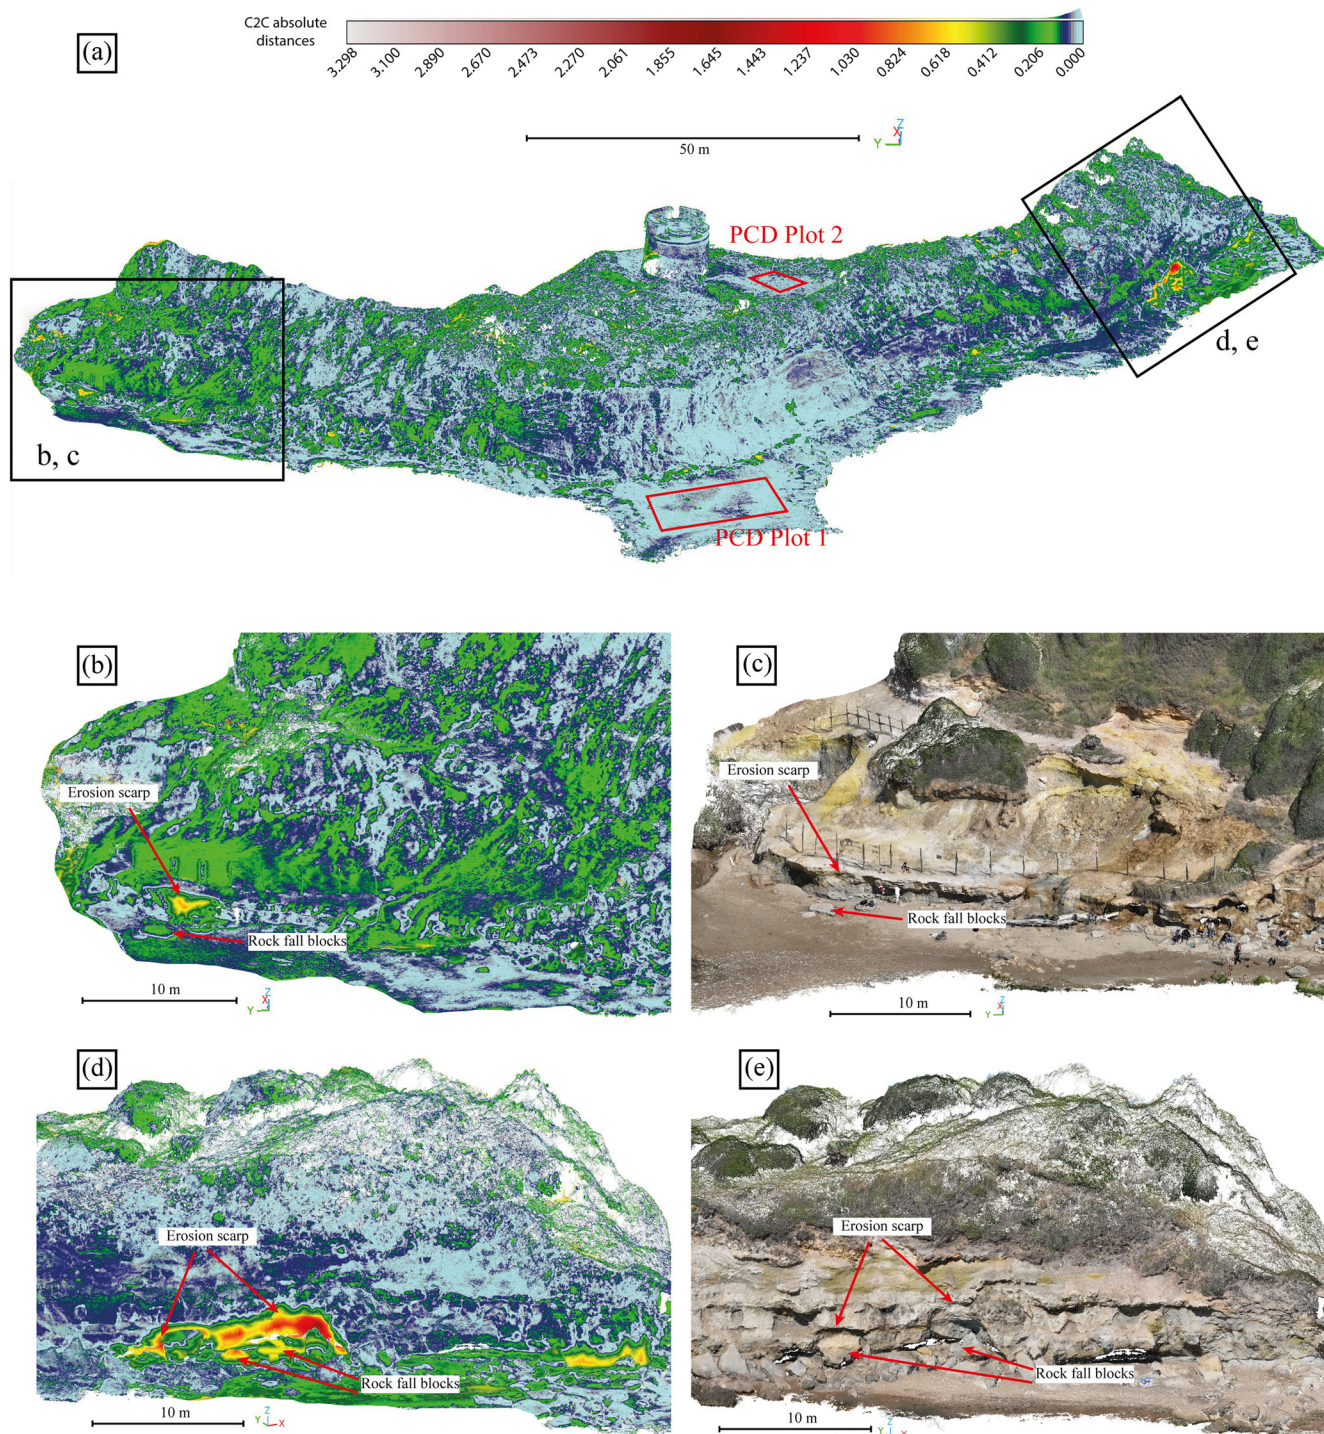 C2C absolute
distances
3.298 3.100 2.890 2.670 2.473 2.270 2.061 1.855 1.645 1.443 1.237 1.030 0.824 0.618 0.412 0.206 0.000
(a)
Z
X
Y
50 m
PCD Plot 2
d, e
b, c
PCD Plot 1
(b)
Erosion scarp
Rock fall blocks
10 m
Z
X
Y
(c)
Erosion scarp
Rock fall blocks
10 m
Z
X
Y
(d)
Erosion scarp
Rock fall blocks
10 m
Z
Y X
(e)
Erosion scarp
Rock fall blocks
10 m
Z
Y X